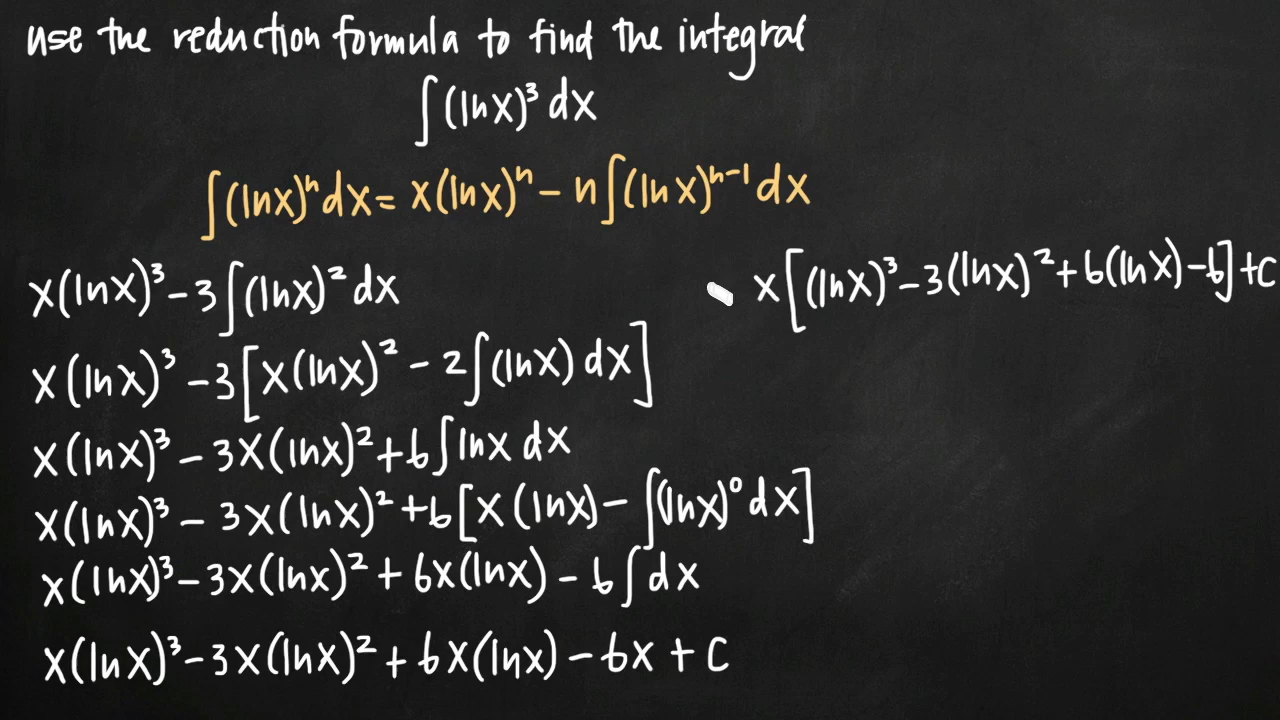 use the reduction formula to find the integral
∫(lnx)³ dx
∫(lnx)ⁿ dx = x(lnx)ⁿ - n∫(lnx)ⁿ⁻¹ dx
x(lnx)³ - 3∫(lnx)² dx
x(lnx)³ - 3[x(lnx)² - 2∫(lnx) dx]
x(lnx)³ - 3x(lnx)² + 6∫lnx dx
x(lnx)³ - 3x(lnx)² + 6[x(lnx) - ∫(lnx)⁰ dx]
x(lnx)³ - 3x(lnx)² + 6x(lnx) - 6∫dx
x(lnx)³ - 3x(lnx)² + 6x(lnx) - 6x + C
x[(lnx)³ - 3(lnx)² + 6(lnx) - 6] + C